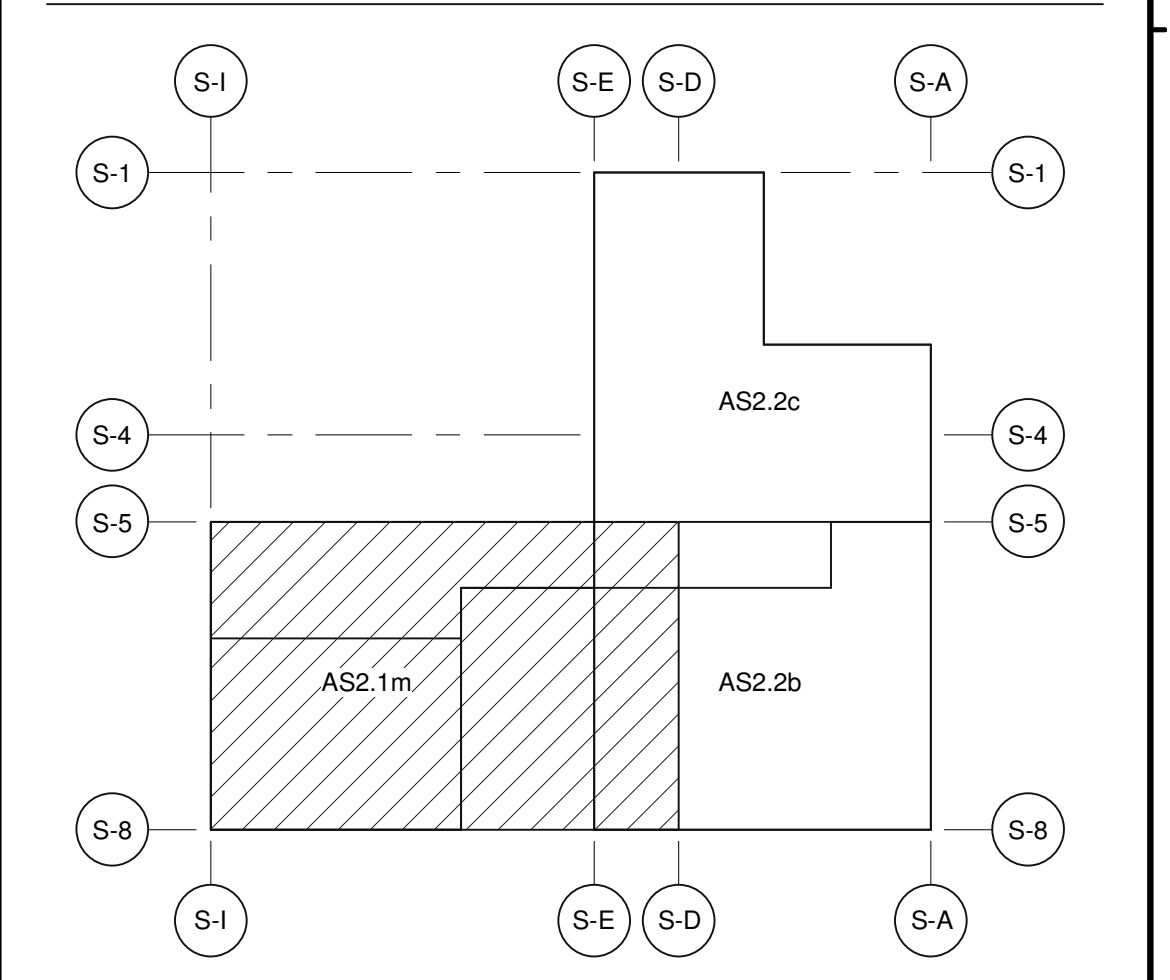 S-I S-E S-D S-A
S-1 S-1
AS2.2c
S-4 S-4
S-5 S-5
AS2.1m AS2.2b
S-8 S-8
S-I S-E S-D S-A